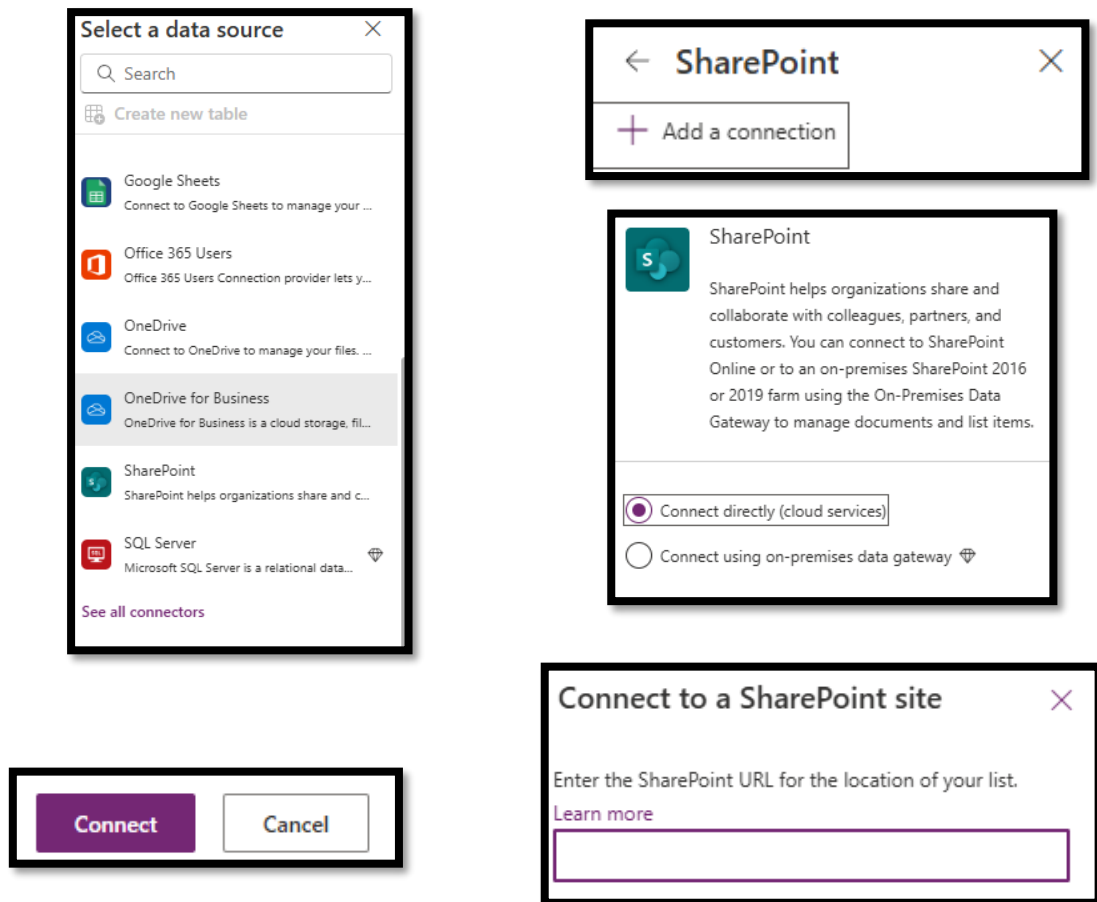 Select a data source
Search
Create new table
Google Sheets
Connect to Google Sheets to manage your ...
Office 365 Users
Office 365 Users Connection provider lets y...
OneDrive
Connect to OneDrive to manage your files. ...
OneDrive for Business
OneDrive for Business is a cloud storage, fil...
SharePoint
SharePoint helps organizations share and c...
SQL Server
Microsoft SQL Server is a relational data...
See all connectors
SharePoint
Add a connection
SharePoint
SharePoint helps organizations share and
collaborate with colleagues, partners, and
customers. You can connect to SharePoint
Online or to an on-premises SharePoint 2016
or 2019 farm using the On-Premises Data
Gateway to manage documents and list items.
Connect directly (cloud services)
Connect using on-premises data gateway
Connect
Cancel
Connect to a SharePoint site
Enter the SharePoint URL for the location of your list.
Learn more